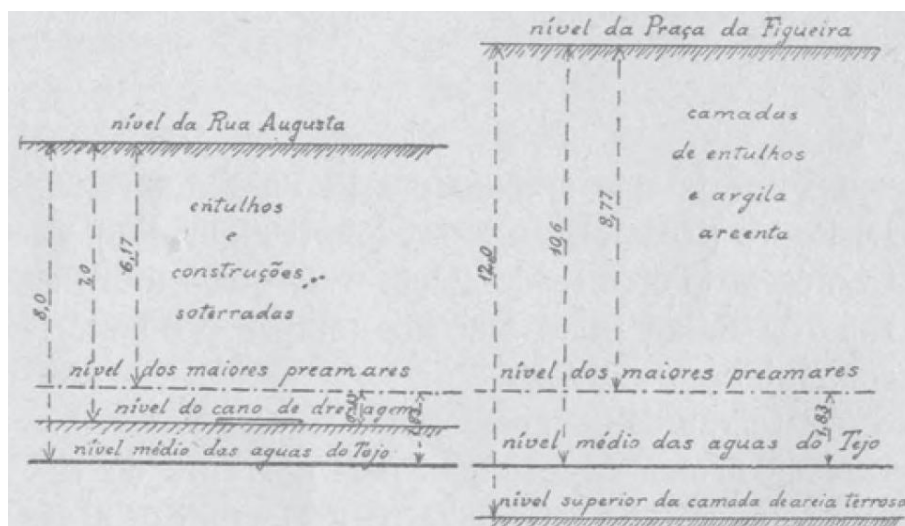 nível da Rua Augusta
8,0
7,0
6,17
entulhos
e
construções...
soterradas
nível dos maiores preamares
nível do cano de drenagem
nível médio das aguas do Tejo
nível da Praça da Figueira
12,0
10,6
8,77
camadas
de entulhos
e argila
areenta
nível dos maiores preamares
1,83
nível médio das aguas do Tejo
nível superior da camada de areia terrosa